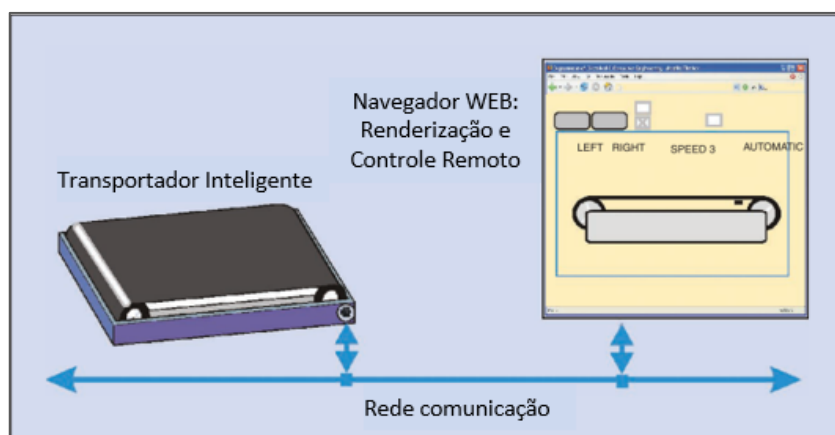 Navegador WEB:
Renderização e
Controle Remoto
Transportador Inteligente
LEFT RIGHT SPEED 3 AUTOMATIC
Rede comunicação